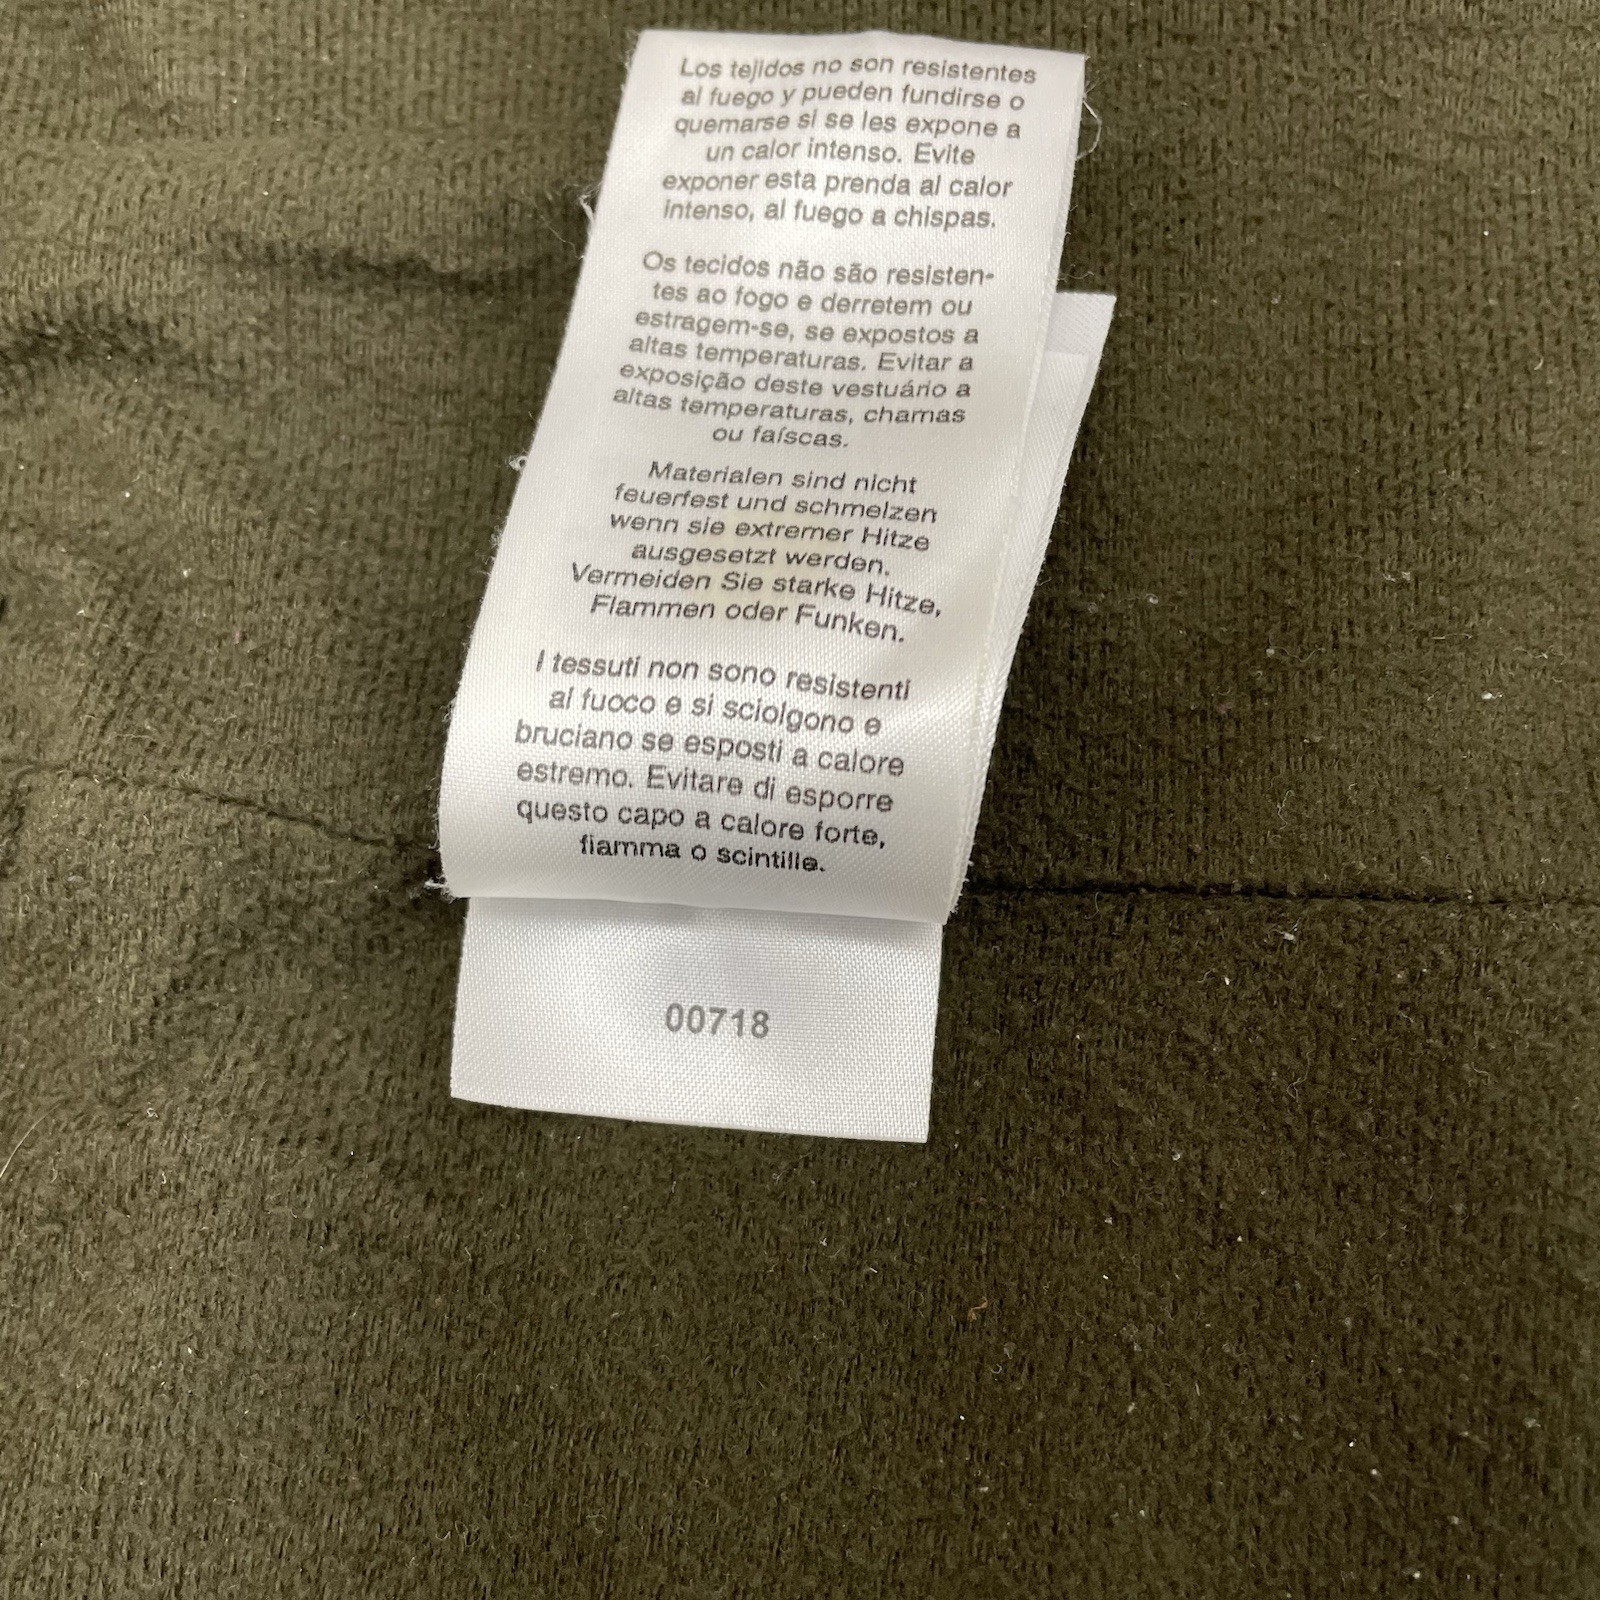 Los tejidos no son resistentes
al fuego y pueden fundirse o
quemarse si se les expone a
un calor intenso. Evite
exponer esta prenda al calor
intenso, al fuego a chispas.
Os tecidos não são resisten-
tes ao fogo e derretem ou
estragem-se, se expostos a
altas temperaturas. Evitar a
exposição deste vestuário a
altas temperaturas, chamas
ou faíscas.
Materialen sind nicht
feuerfest und schmelzen
wenn sie extremer Hitze
ausgesetzt werden.
Vermeiden Sie starke Hitze,
Flammen oder Funken.
I tessuti non sono resistenti
al fuoco e si sciolgono e
bruciano se esposti a calore
estremo. Evitare di esporre
questo capo a calore forte,
fiamma o scintille.
00718